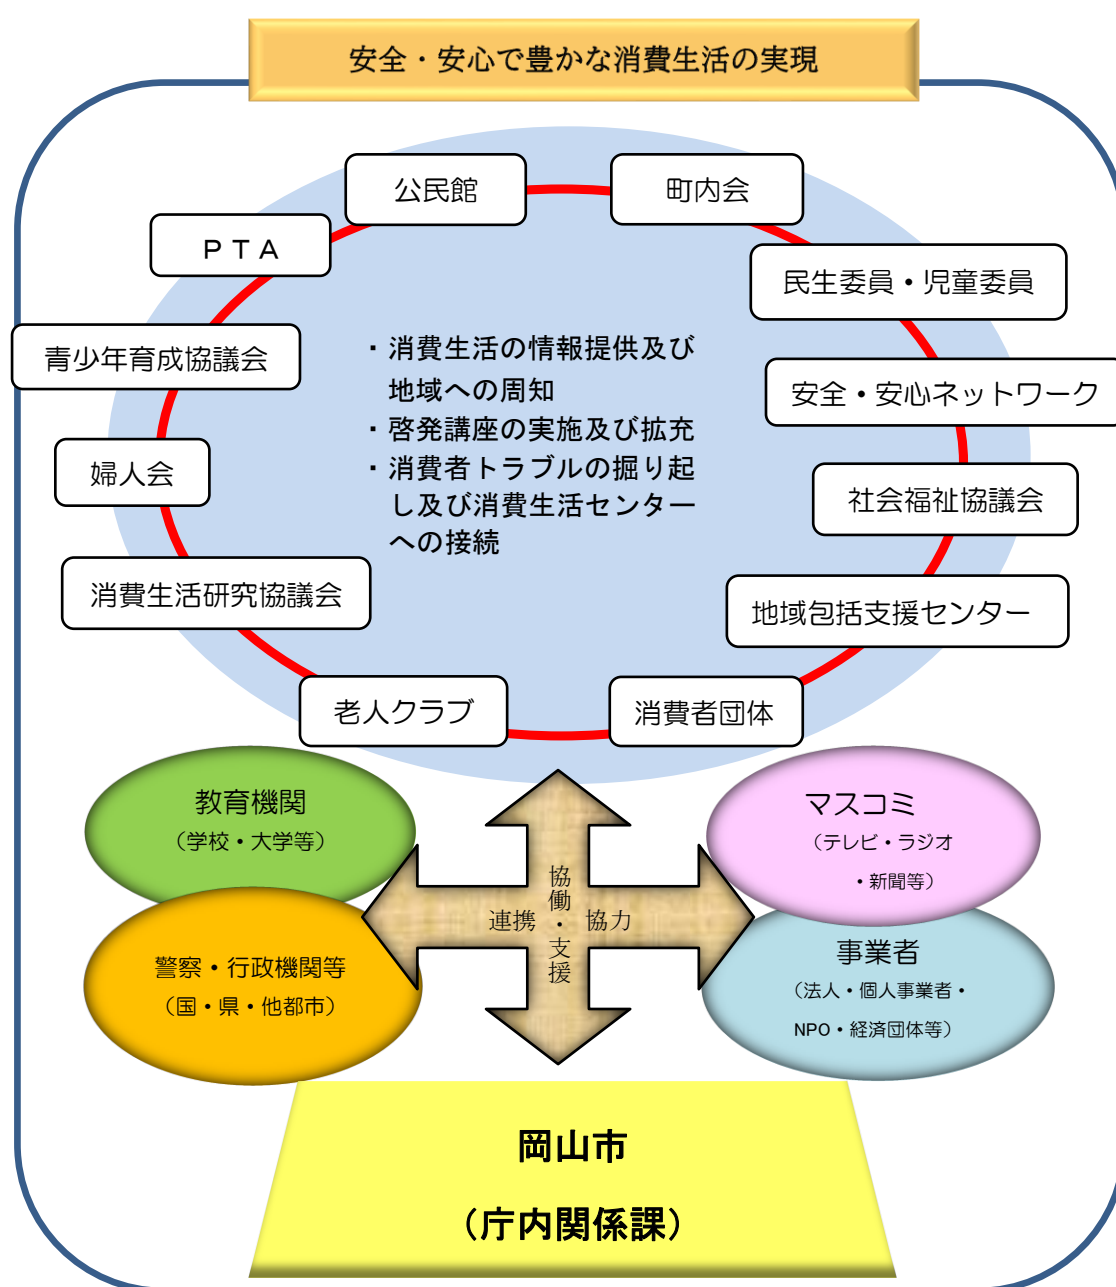 安全・安心で豊かな消費生活の実現
公民館
町内会
ＰＴＡ
民生委員・児童委員
青少年育成協議会
安全・安心ネットワーク
婦人会
社会福祉協議会
消費生活研究協議会
地域包括支援センター
老人クラブ
消費者団体
・消費生活の情報提供及び
地域への周知
・啓発講座の実施及び拡充
・消費者トラブルの掘り起
し及び消費生活センター
への接続
教育機関
（学校・大学等）
マスコミ
（テレビ・ラジオ
・新聞等）
警察・行政機関等
（国・県・他都市）
事業者
（法人・個人事業者・
NPO・経済団体等）
協働・支援
連携・協力
岡山市
（庁内関係課）